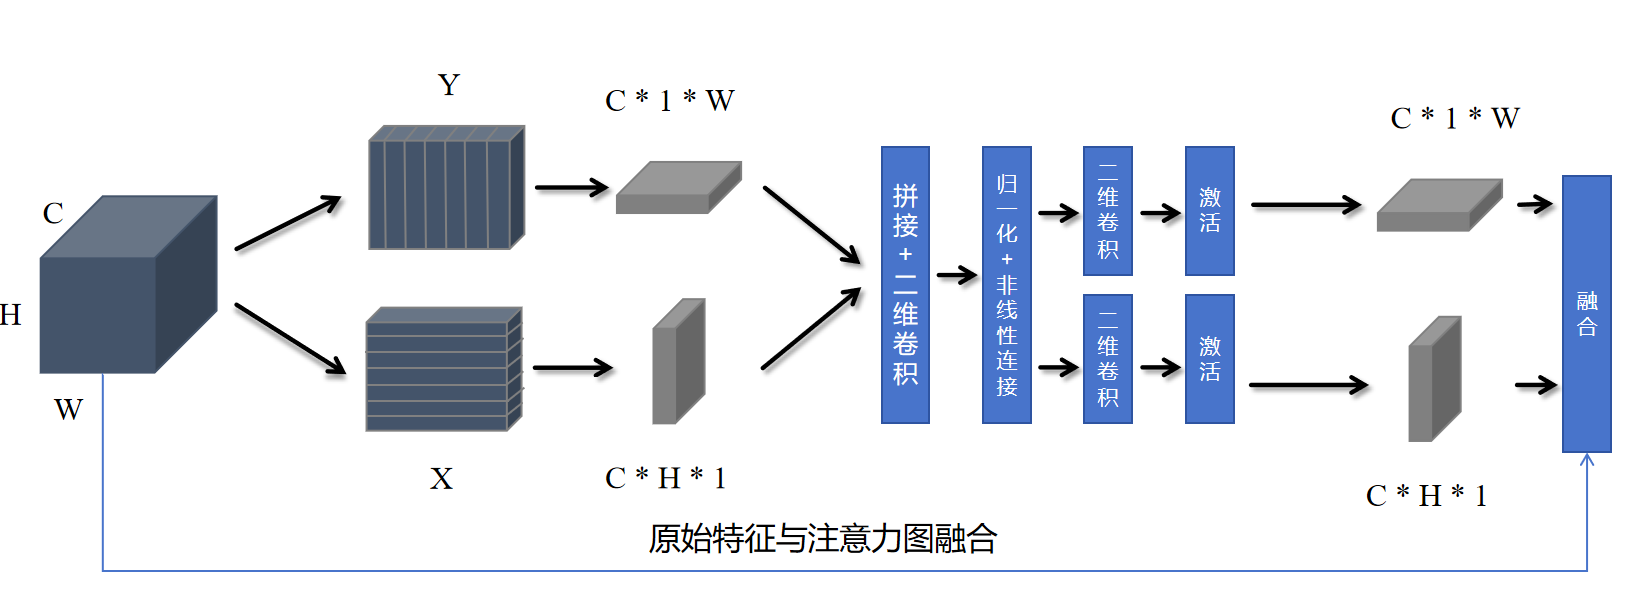 C
H
W
Y
X
C * 1 * W
C * H * 1
拼接+二维卷积
归一化+非线性连接
二维卷积
激活
二维卷积
激活
C * 1 * W
C * H * 1
融合
原始特征与注意力图融合